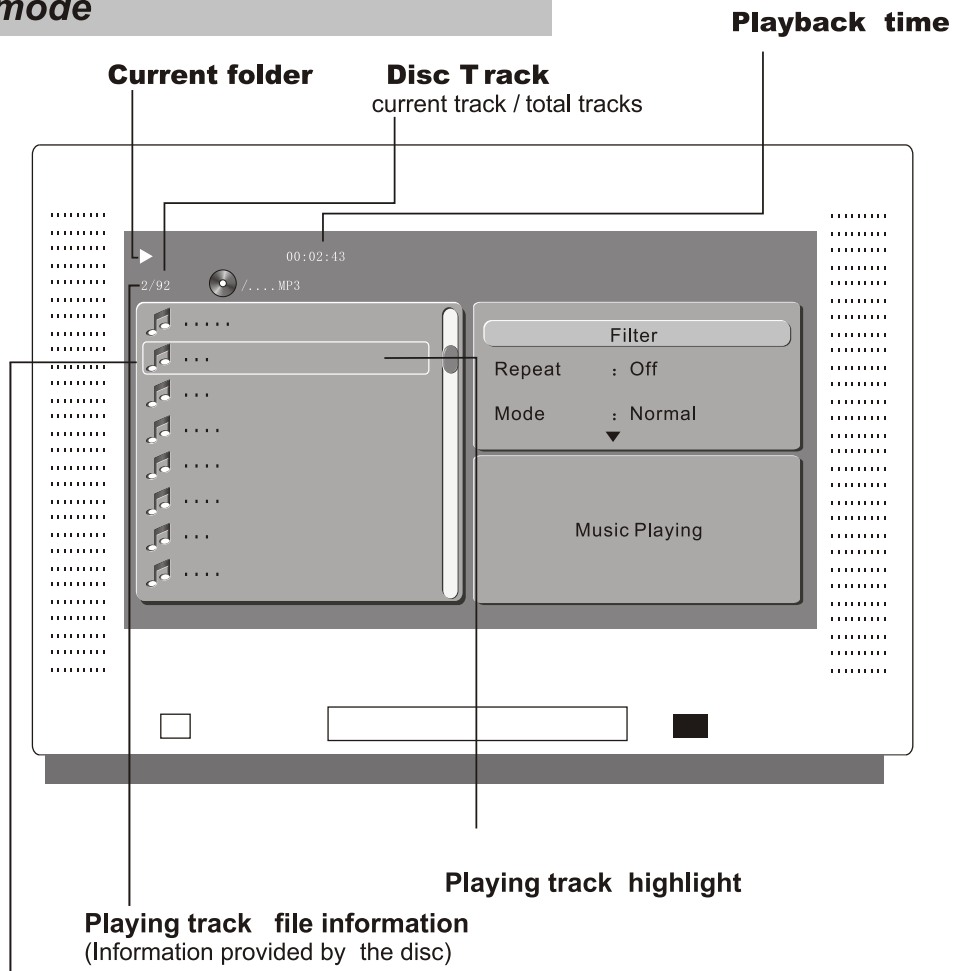 mode
Playback time
Current folder
Disc Track
current track / total tracks
00:02:43
2/92
/....MP3
.....
...
...
....
....
....
...
....
Filter
Repeat : Off
Mode : Normal
Music Playing
Playing track highlight
Playing track file information
(Information provided by the disc)